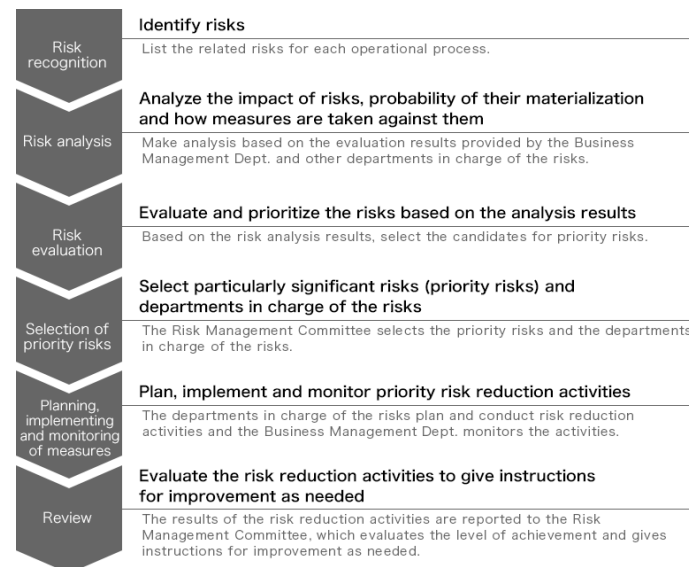 Risk
recognition
Identify risks
List the related risks for each operational process.
Risk analysis
Analyze the impact of risks, probability of their materialization
and how measures are taken against them
Make analysis based on the evaluation results provided by the Business
Management Dept. and other departments in charge of the risks.
Risk
evaluation
Evaluate and prioritize the risks based on the analysis results
Based on the risk analysis results, select the candidates for priority risks.
Selection of
priority risks
Select particularly significant risks (priority risks) and
departments in charge of the risks
The Risk Management Committee selects the priority risks and the departments
in charge of the risks.
Planning,
implementing
and monitoring
of measures
Plan, implement and monitor priority risk reduction activities
The departments in charge of the risks plan and conduct risk reduction
activities and the Business Management Dept. monitors the activities.
Review
Evaluate the risk reduction activities to give instructions
for improvement as needed
The results of the risk reduction activities are reported to the Risk
Management Committee, which evaluates the level of achievement and gives
instructions for improvement as needed.